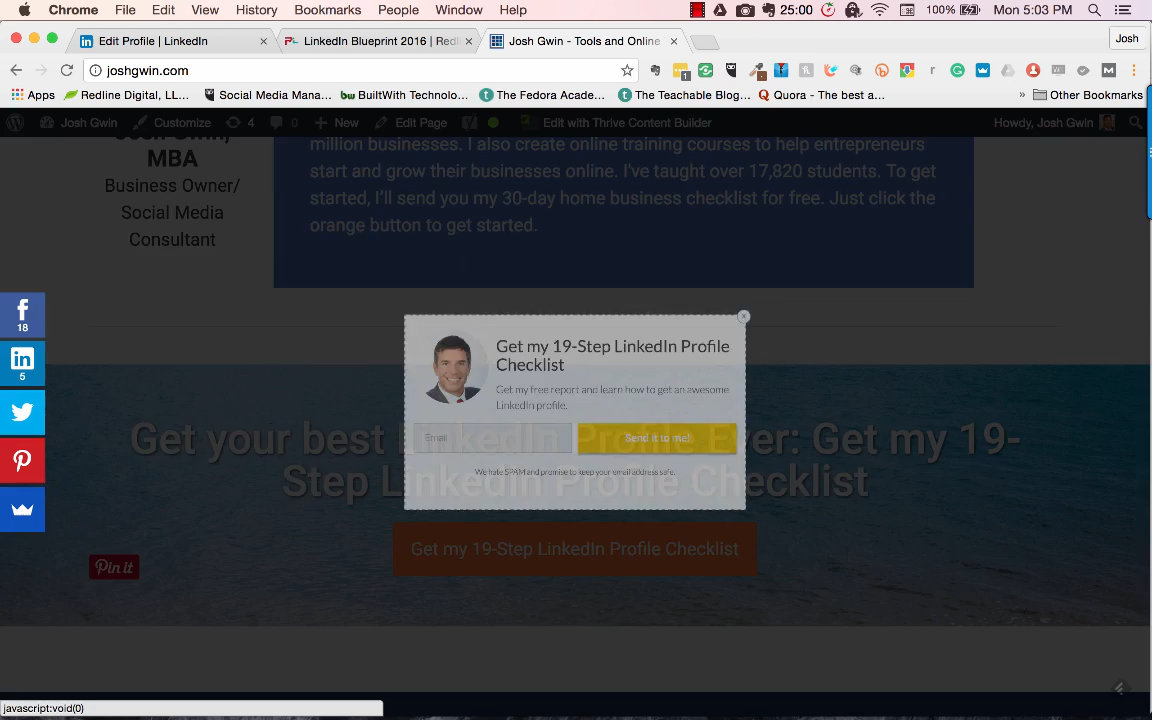 Chrome File Edit View History Bookmarks People Window Help 25:00 100% Mon 5:03 PM
Edit Profile | LinkedIn LinkedIn Blueprint 2016 | Redl Josh Gwin - Tools and Online Josh
joshgwin.com
Apps Redline Digital, LL... Social Media Mana... BuiltWith Technolo... The Fedora Acade... The Teachable Blog... Quora - The best a... » Other Bookmarks
Josh Gwin Customize 4 0 New Edit Page Edit with Thrive Content Builder Howdy, Josh Gwin
Josh Gwin,
MBA
Business Owner/
Social Media
Consultant
million businesses. I also create online training courses to help entrepreneurs
start and grow their businesses online. I've taught over 17,820 students. To get
started, I'll send you my 30-day home business checklist for free. Just click the
orange button to get started.
18
5
Get my 19-Step LinkedIn Profile
Checklist
Get my free report and learn how to get an awesome
LinkedIn profile.
Email
Send it to me!
We hate SPAM and promise to keep your email address safe.
Get your best LinkedIn Profile Ever: Get my 19-
Step LinkedIn Profile Checklist
Get my 19-Step LinkedIn Profile Checklist
Pin it
javascript:void(0)